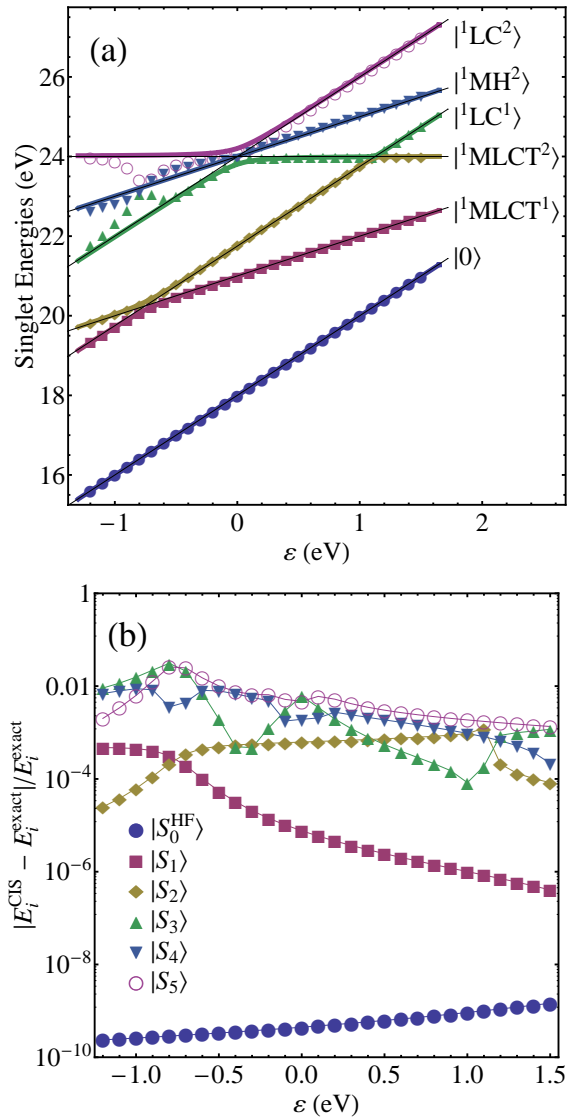 (a)
Singlet Energies (eV)
26
24
22
20
18
16
|¹LC²⟩
|¹MH²⟩
|¹LC¹⟩
|¹MLCT²⟩
|¹MLCT¹⟩
|0⟩
−1 0 1 2
ε (eV)
(b)
|E_i^CIS − E_i^exact|/E_i^exact
1
0.01
10⁻⁴
10⁻⁶
10⁻⁸
10⁻¹⁰
|S₀^HF⟩
|S₁⟩
|S₂⟩
|S₃⟩
|S₄⟩
|S₅⟩
−1.0 −0.5 0.0 0.5 1.0 1.5
ε (eV)